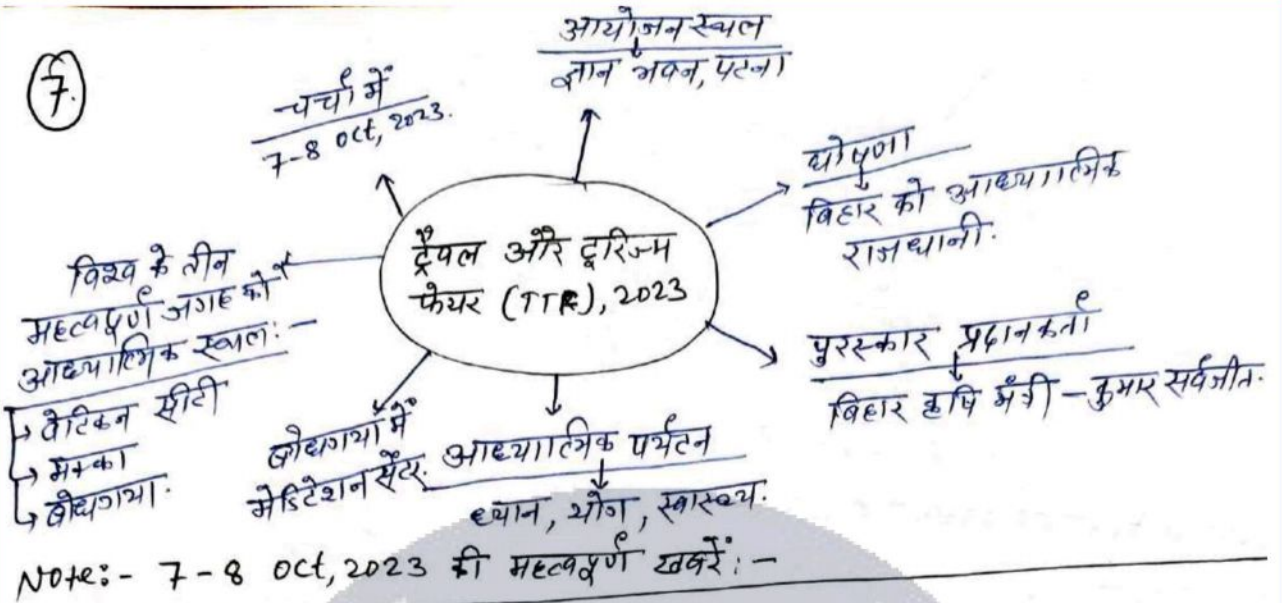 7.
आयोजन स्थल
ज्ञान भवन, पटना
चर्चा में
7-8 Oct, 2023.
घोषणा
बिहार को आध्यात्मिक
राजधानी.
ट्रैवल और टूरिज्म
फेयर (TTF), 2023
विश्व के तीन
महत्वपूर्ण जगह को
आध्यात्मिक स्थल:-
वेटिकन सीटी
मक्का
बोधगया.
पुरस्कार प्रदानकर्ता
बिहार कृषि मंत्री - कुमार सर्वजीत.
बोधगया में
मेडिटेशन सेंटर.
आध्यात्मिक पर्यटन
ध्यान, योग, स्वास्थ्य.
Note:- 7-8 Oct, 2023 की महत्वपूर्ण खबरें:-